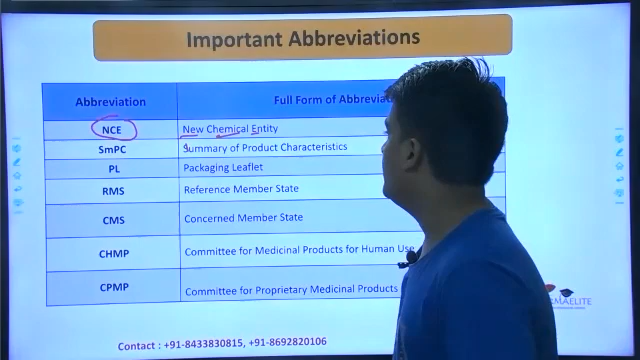 Important Abbreviations
Abbreviation Full Form of
NCE New Chemical Entity
SmPC Summary of Product Characteristics
PL Packaging Leaflet
RMS Reference Member State
CMS Concerned Member State
CHMP Committee for Medicinal Products for Human Use
CPMP Committee for Proprietary Medicinal Products
Contact : +91-8433830815, +91-8692820106